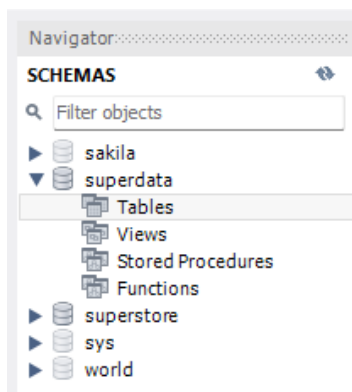 Navigator
SCHEMAS
Filter objects
sakila
superdata
Tables
Views
Stored Procedures
Functions
superstore
sys
world